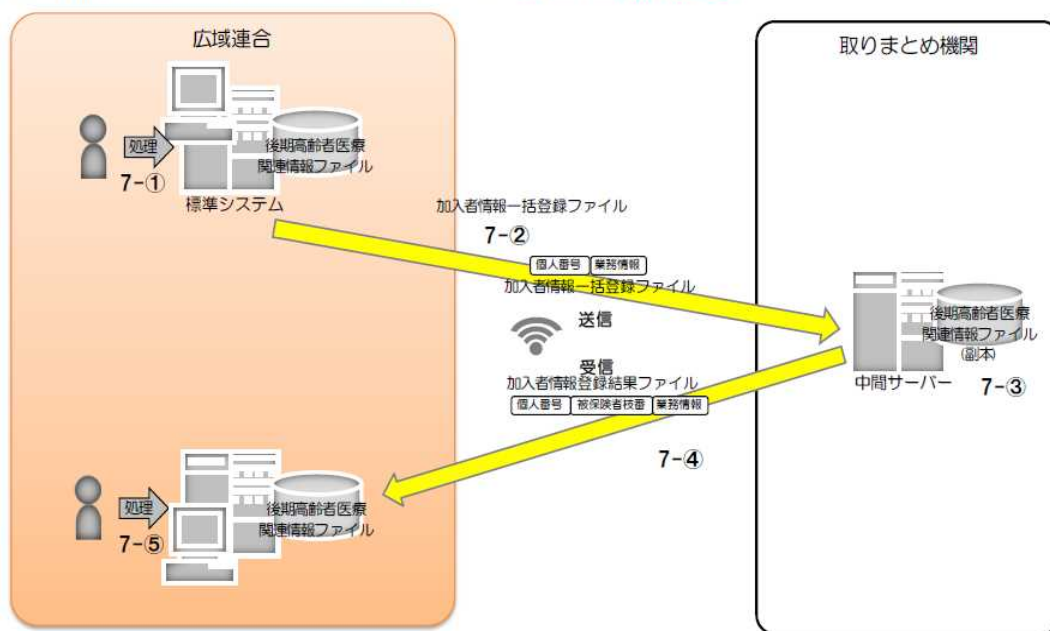 広域連合
取りまとめ機関
処理
7-①
後期高齢者医療
関連情報ファイル
標準システム
加入者情報一括登録ファイル
7-②
個人番号 業務情報
加入者情報一括登録ファイル
送信
受信
加入者情報登録結果ファイル
個人番号 被保険者枝番 業務情報
7-④
後期高齢者医療
関連情報ファイル
(副本)
中間サーバー
7-③
処理
7-⑤
後期高齢者医療
関連情報ファイル